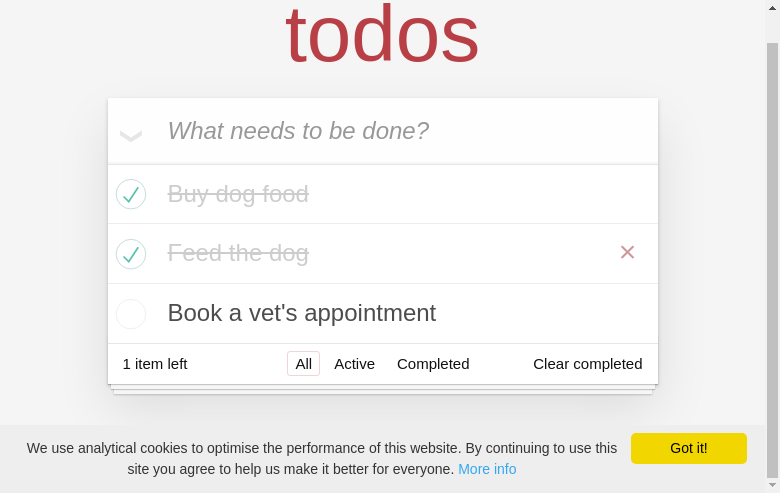 todos
What needs to be done?
Buy dog food
Feed the dog
Book a vet's appointment
1 item left All Active Completed Clear completed
We use analytical cookies to optimise the performance of this website. By continuing to use this
site you agree to help us make it better for everyone. More info
Got it!